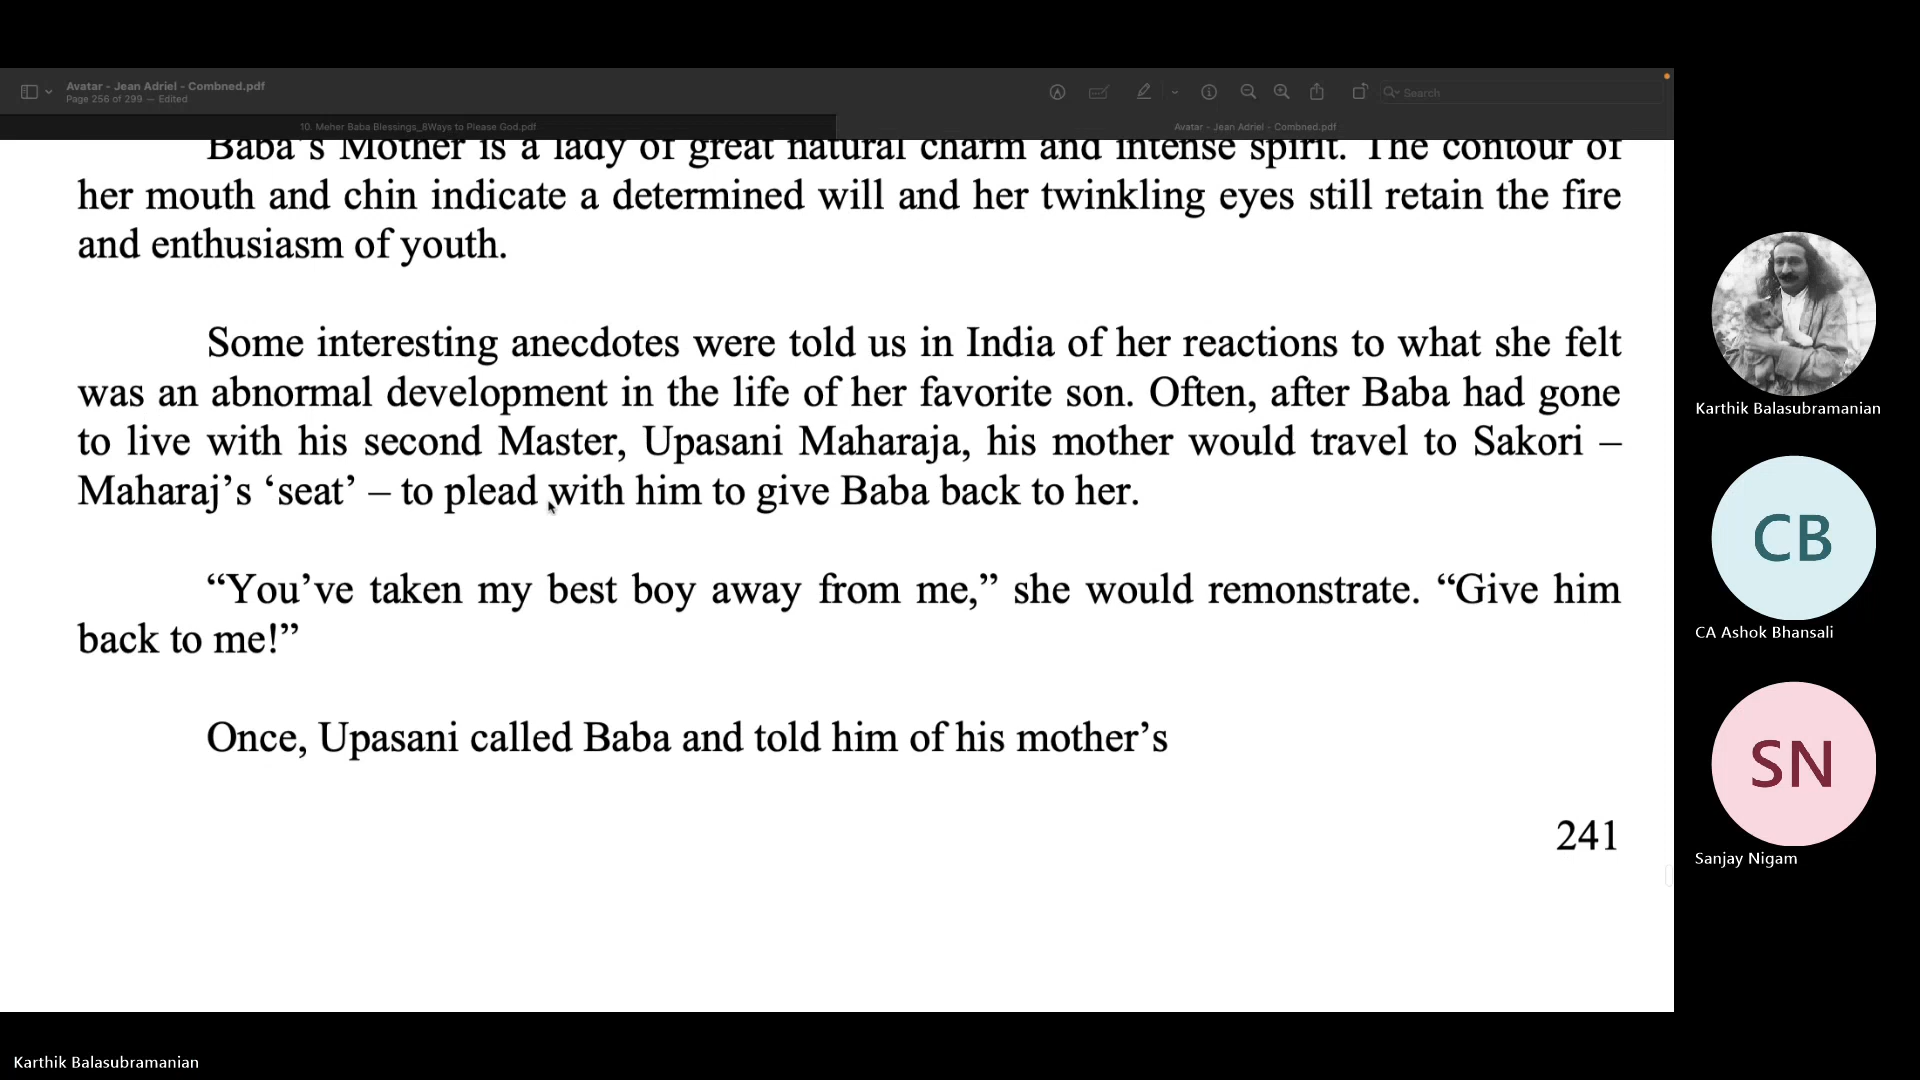 Avatar - Jean Adriel - Combned.pdf
Page 256 of 299 — Edited
Search
10. Meher Baba Blessings_8Ways to Please God.pdf
Avatar - Jean Adriel - Combned.pdf
Baba’s Mother is a lady of great natural charm and intense spirit. The contour of
her mouth and chin indicate a determined will and her twinkling eyes still retain the fire
and enthusiasm of youth.
Some interesting anecdotes were told us in India of her reactions to what she felt
was an abnormal development in the life of her favorite son. Often, after Baba had gone
to live with his second Master, Upasani Maharaja, his mother would travel to Sakori –
Maharaj’s ‘seat’ – to plead with him to give Baba back to her.
“You’ve taken my best boy away from me,” she would remonstrate. “Give him
back to me!”
Once, Upasani called Baba and told him of his mother’s
241
Karthik Balasubramanian
CB
CA Ashok Bhansali
SN
Sanjay Nigam
Karthik Balasubramanian